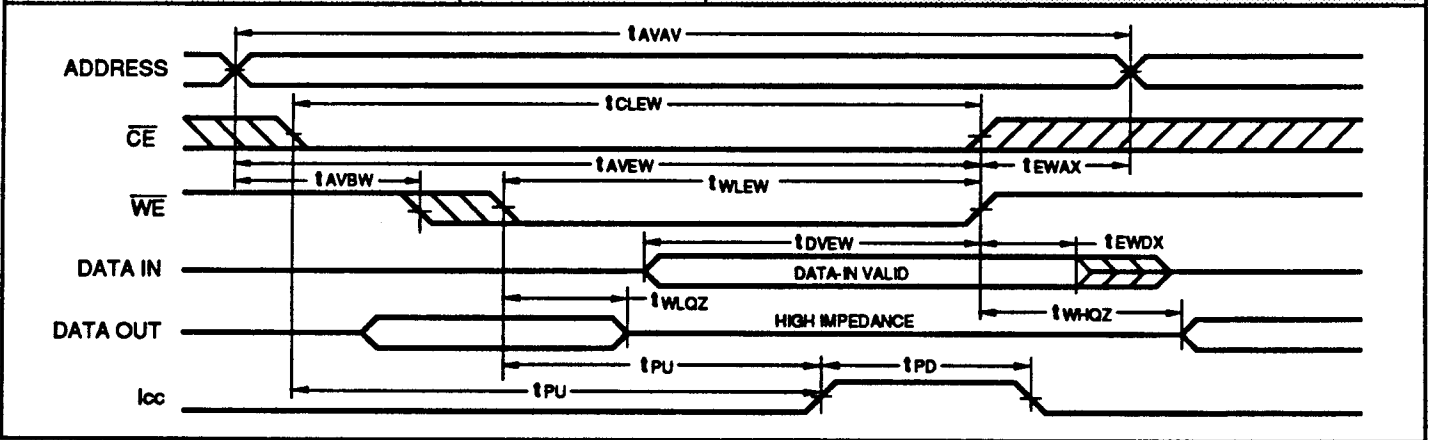 tAVAV
ADDRESS
tCLEW
CE
tAVEW
tEWAX
tAVBW
tWLEW
WE
tDVEW
tEWDX
DATA IN
DATA-IN VALID
tWLQZ
tWHQZ
DATA OUT
HIGH IMPEDANCE
tPU
tPD
tPU
Icc